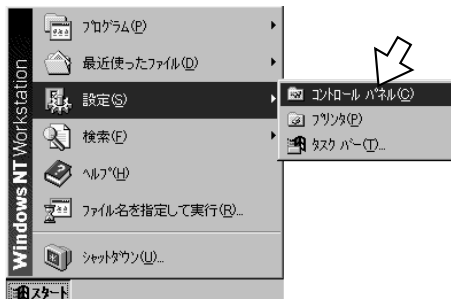 Windows NT Workstation
ﾌﾟﾛｸﾞﾗﾑ(P)
最近使ったﾌｧｲﾙ(D)
設定(S)
検索(F)
ﾍﾙﾌﾟ(H)
ﾌｧｲﾙ名を指定して実行(R)...
ｼｬｯﾄﾀﾞｳﾝ(U)...
ｺﾝﾄﾛｰﾙ ﾊﾟﾈﾙ(C)
ﾌﾟﾘﾝﾀ(P)
ﾀｽｸ ﾊﾞｰ(T)...
ｽﾀｰﾄ